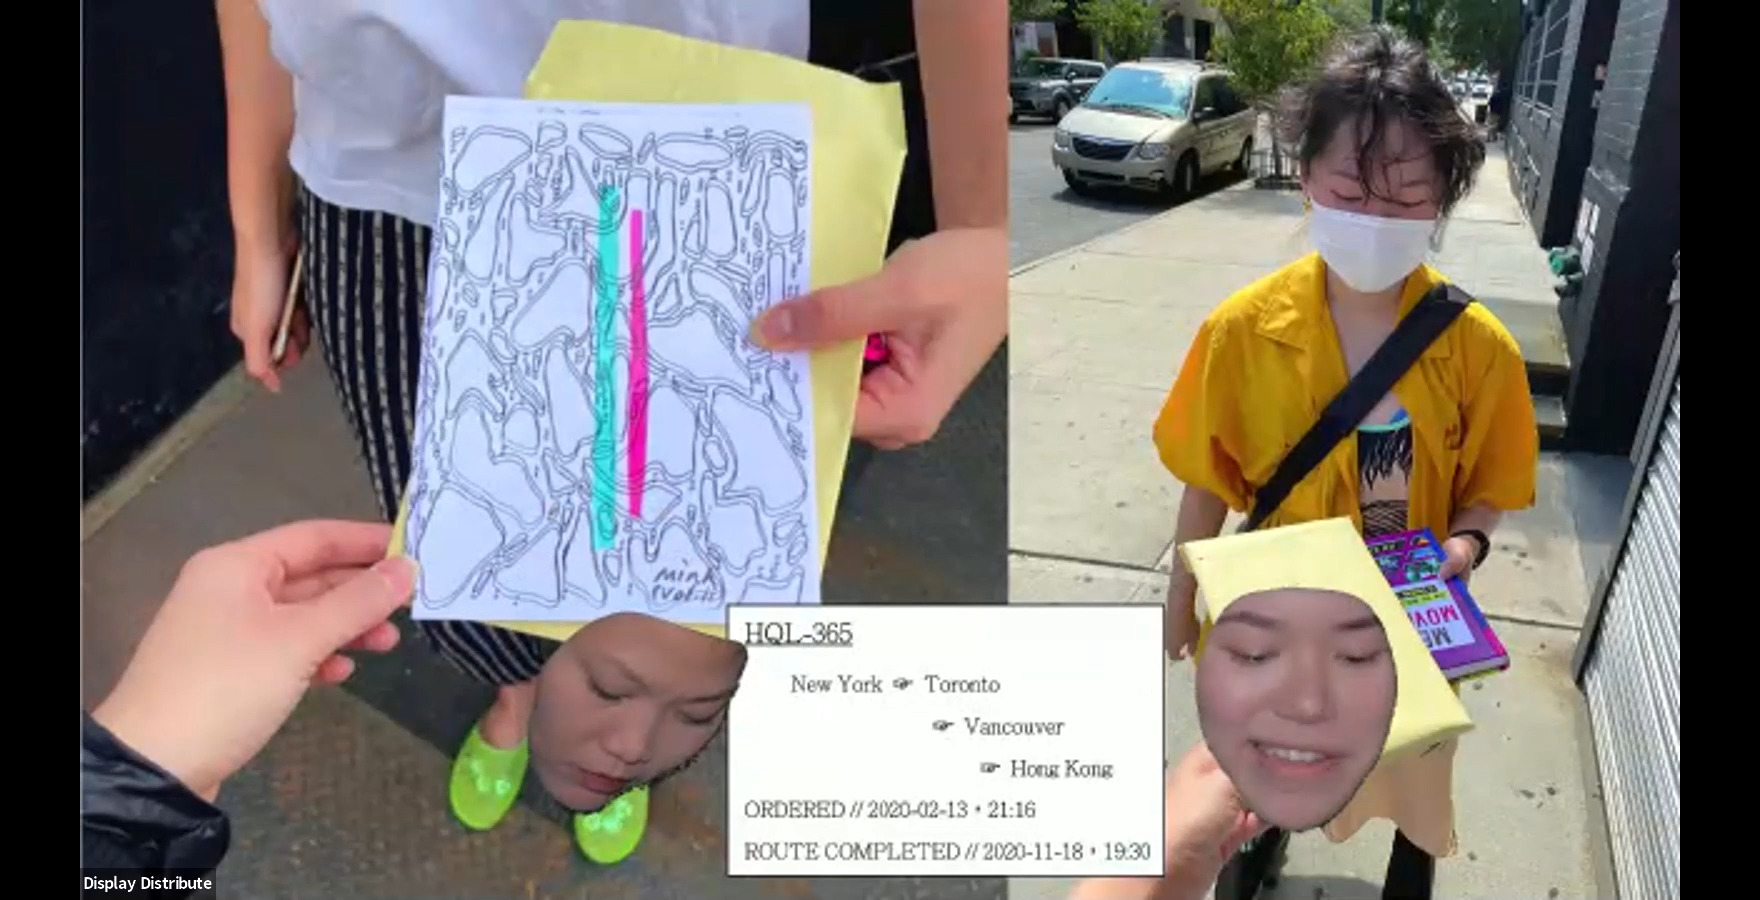 HQL-365
New York ☞ Toronto
☞ Vancouver
☞ Hong Kong
ORDERED // 2020-02-13 • 21:16
ROUTE COMPLETED // 2020-11-18 • 19:30
Display Distribute